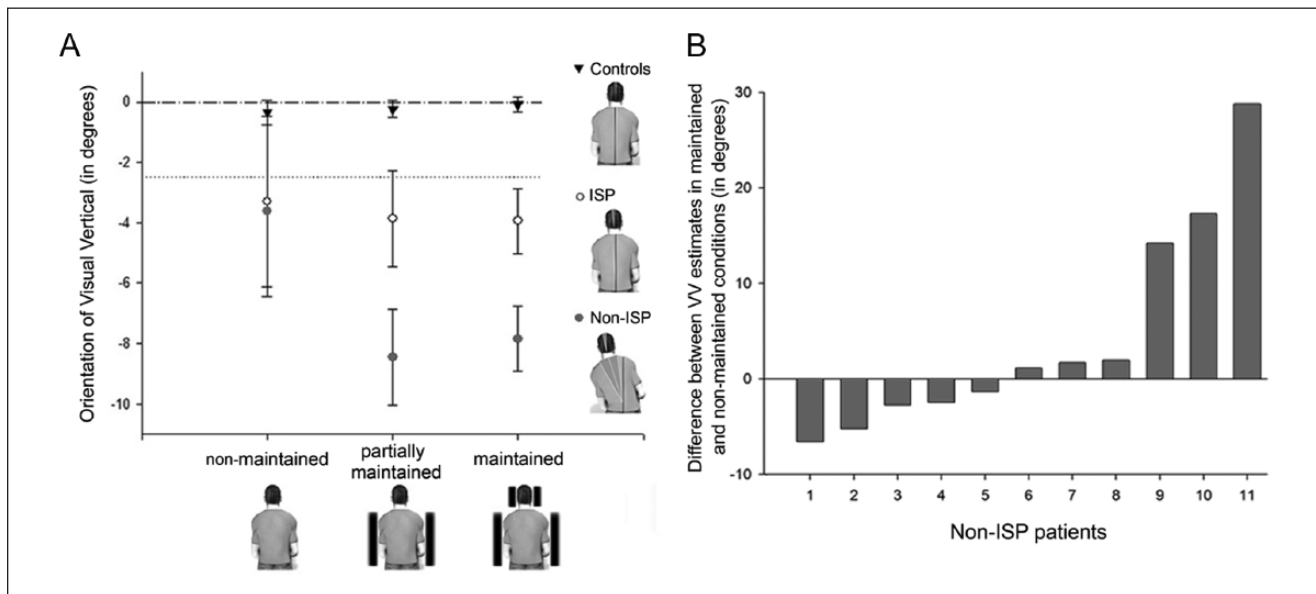 A
Orientation of Visual Vertical (in degrees)
0
-2
-4
-6
-8
-10
non-maintained
partially
maintained
maintained
Controls
ISP
Non-ISP
B
Difference between VV estimates in maintained
and non-maintained conditions (in degrees)
30
20
10
0
-10
1 2 3 4 5 6 7 8 9 10 11
Non-ISP patients